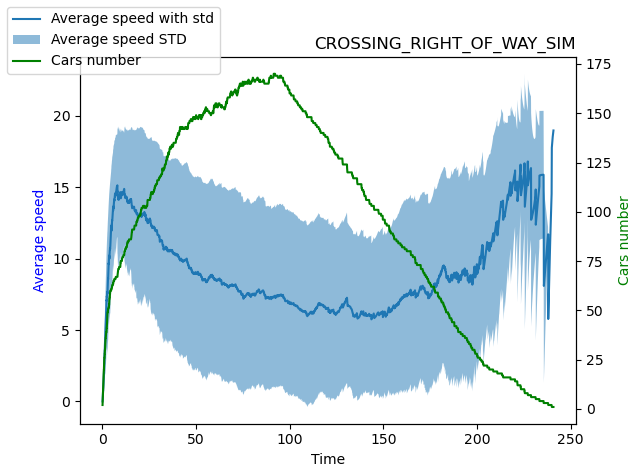 Average speed with std
Average speed STD
Cars number
CROSSING_RIGHT_OF_WAY_SIM
20
15
10
5
0
Average speed
175
150
125
100
75
50
25
0
Cars number
0 50 100 150 200 250
Time